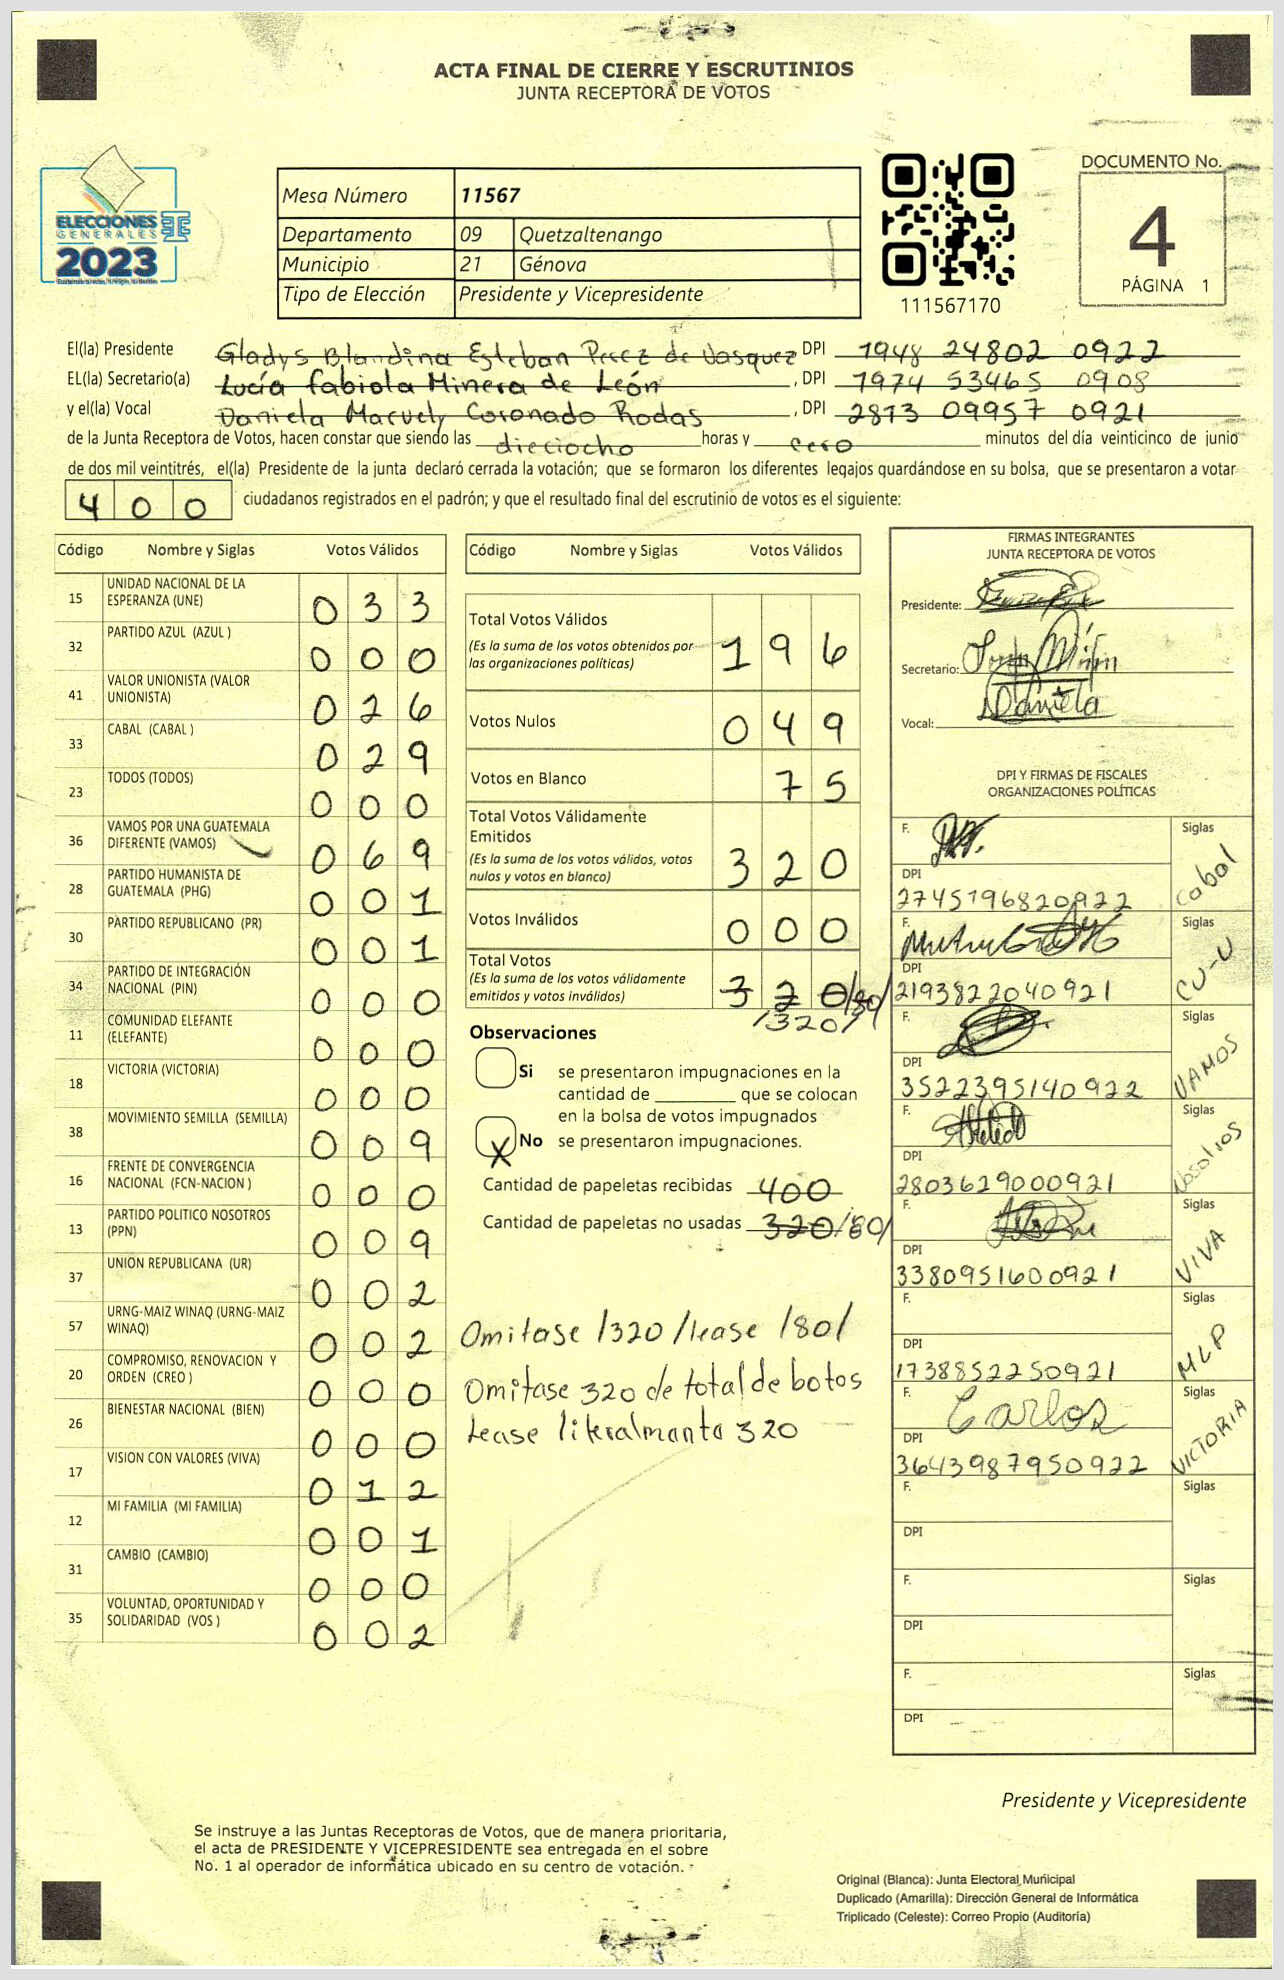 ACTA FINAL DE CIERRE Y ESCRUTINIOS
JUNTA RECEPTORA DE VOTOS
ELECCIONES
GENERALES
2023
Mesa Número 11567
Departamento 09 Quetzaltenango
Municipio 21 Génova
Tipo de Elección Presidente y Vicepresidente
111567170
DOCUMENTO No.
4
PÁGINA 1
El(la) Presidente Gladys Blandina Esteban Perez de Vasquez DPI 1948 24802 0922
EL(la) Secretario(a) Lucía fabiola Minera de León , DPI 1974 53465 0908
y el(la) Vocal Daniela Maruely Coronado Rodas , DPI 2873 09957 0921
de la Junta Receptora de Votos, hacen constar que siendo las dieciocho horas y cero minutos del día veinticinco de junio
de dos mil veintitrés, el(la) Presidente de la junta declaró cerrada la votación; que se formaron los diferentes legajos quardándose en su bolsa, que se presentaron a votar
400 ciudadanos registrados en el padrón; y que el resultado final del escrutinio de votos es el siguiente:
Código Nombre y Siglas Votos Válidos
15 UNIDAD NACIONAL DE LA
ESPERANZA (UNE) 0 3 3
32 PARTIDO AZUL (AZUL ) 0 0 0
41 VALOR UNIONISTA (VALOR
UNIONISTA) 0 2 6
33 CABAL (CABAL ) 0 2 9
23 TODOS (TODOS) 0 0 0
36 VAMOS POR UNA GUATEMALA
DIFERENTE (VAMOS) 0 6 9
28 PARTIDO HUMANISTA DE
GUATEMALA (PHG) 0 0 1
30 PARTIDO REPUBLICANO (PR) 0 0 1
34 PARTIDO DE INTEGRACIÓN
NACIONAL (PIN) 0 0 0
11 COMUNIDAD ELEFANTE
(ELEFANTE) 0 0 0
18 VICTORIA (VICTORIA) 0 0 0
38 MOVIMIENTO SEMILLA (SEMILLA) 0 0 9
16 FRENTE DE CONVERGENCIA
NACIONAL (FCN-NACION ) 0 0 0
13 PARTIDO POLITICO NOSOTROS
(PPN) 0 0 9
37 UNION REPUBLICANA (UR) 0 0 2
57 URNG-MAIZ WINAQ (URNG-MAIZ
WINAQ) 0 0 2
20 COMPROMISO, RENOVACION Y
ORDEN (CREO ) 0 0 0
26 BIENESTAR NACIONAL (BIEN) 0 0 0
17 VISION CON VALORES (VIVA) 0 1 2
12 MI FAMILIA (MI FAMILIA) 0 0 1
31 CAMBIO (CAMBIO) 0 0 0
35 VOLUNTAD, OPORTUNIDAD Y
SOLIDARIDAD (VOS ) 0 0 2
Código Nombre y Siglas Votos Válidos
Total Votos Válidos
(Es la suma de los votos obtenidos por
las organizaciones políticas) 1 9 6
Votos Nulos 0 4 9
Votos en Blanco 7 5
Total Votos Válidamente
Emitidos
(Es la suma de los votos válidos, votos
nulos y votos en blanco) 3 2 0
Votos Inválidos 0 0 0
Total Votos
(Es la suma de los votos válidamente
emitidos y votos inválidos) 3 2 0
/320/
Observaciones
Si se presentaron impugnaciones en la
cantidad de ________ que se colocan
en la bolsa de votos impugnados
X No se presentaron impugnaciones.
Cantidad de papeletas recibidas 400
Cantidad de papeletas no usadas 320/80/
Omitase /320/lease /80/
Omitase 320 de total de botos
Lease literalmanta 320
FIRMAS INTEGRANTES
JUNTA RECEPTORA DE VOTOS
Presidente:
Secretario:
Vocal: Daniela
DPI Y FIRMAS DE FISCALES
ORGANIZACIONES POLÍTICAS
F. Siglas
DPI Cabal
2745196820922
F. Siglas
DPI CU-U
2193822040921
F. Siglas
DPI VAMOS
3522395140922
F. Siglas
DPI Nosotros
2803629000921
F. Siglas
DPI VIVA
3380951600921
F. Siglas
DPI MLP
1738852250921
F. Carlos Siglas
DPI VICTORIA
3643987950922
F. Siglas
DPI
F. Siglas
DPI
F. Siglas
DPI
Presidente y Vicepresidente
Se instruye a las Juntas Receptoras de Votos, que de manera prioritaria,
el acta de PRESIDENTE Y VICEPRESIDENTE sea entregada en el sobre
No. 1 al operador de informática ubicado en su centro de votación.
Original (Blanca): Junta Electoral Municipal
Duplicado (Amarilla): Dirección General de Informática
Triplicado (Celeste): Correo Propio (Auditoría)